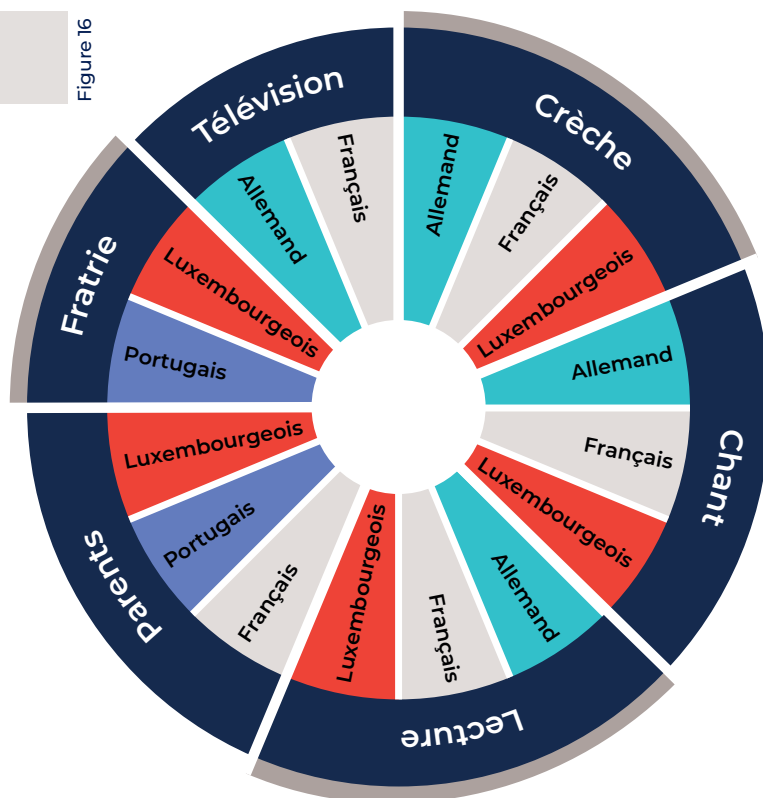 Figure 16
Crèche
Allemand
Français
Luxembourgeois
Chant
Allemand
Français
Luxembourgeois
Lecture
Allemand
Français
Luxembourgeois
Parents
Français
Portugais
Luxembourgeois
Fratrie
Portugais
Luxembourgeois
Télévision
Allemand
Français